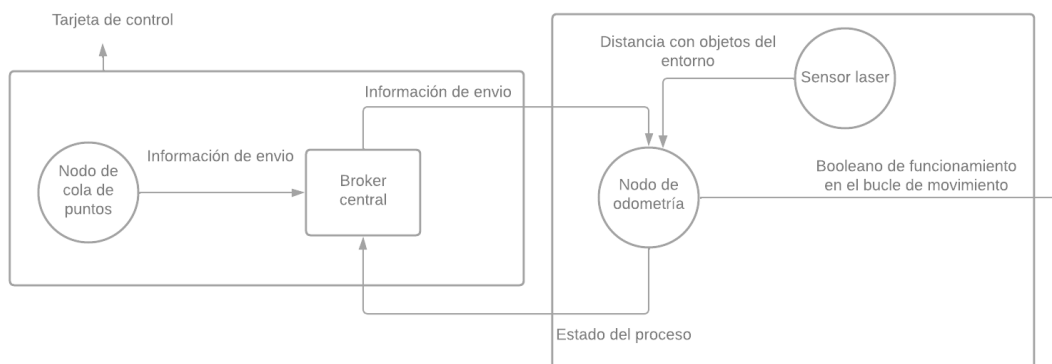 Tarjeta de control
Distancia con objetos del
entorno
Sensor laser
Información de envio
Información de envio
Nodo de
cola de
puntos
Broker
central
Nodo de
odometría
Booleano de funcionamiento
en el bucle de movimiento
Estado del proceso